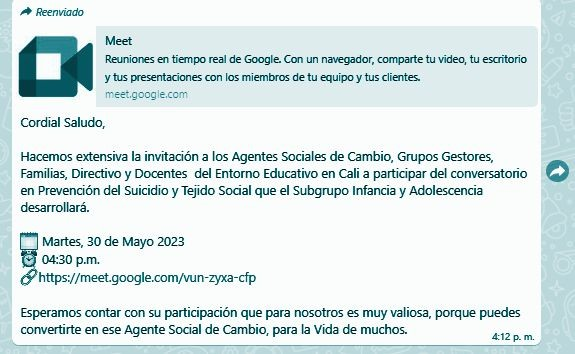 Reenviado
Meet
Reuniones en tiempo real de Google. Con un navegador, comparte tu video, tu escritorio
y tus presentaciones con los miembros de tu equipo y tus clientes.
meet.google.com
Cordial Saludo,
Hacemos extensiva la invitación a los Agentes Sociales de Cambio, Grupos Gestores,
Familias, Directivo y Docentes del Entorno Educativo en Cali a participar del conversatorio
en Prevención del Suicidio y Tejido Social que el Subgrupo Infancia y Adolescencia
desarrollará.
Martes, 30 de Mayo 2023
04:30 p.m.
https://meet.google.com/vun-zyxa-cfp
Esperamos contar con su participación que para nosotros es muy valiosa, porque puedes
convertirte en ese Agente Social de Cambio, para la Vida de muchos.
4:12 p. m.